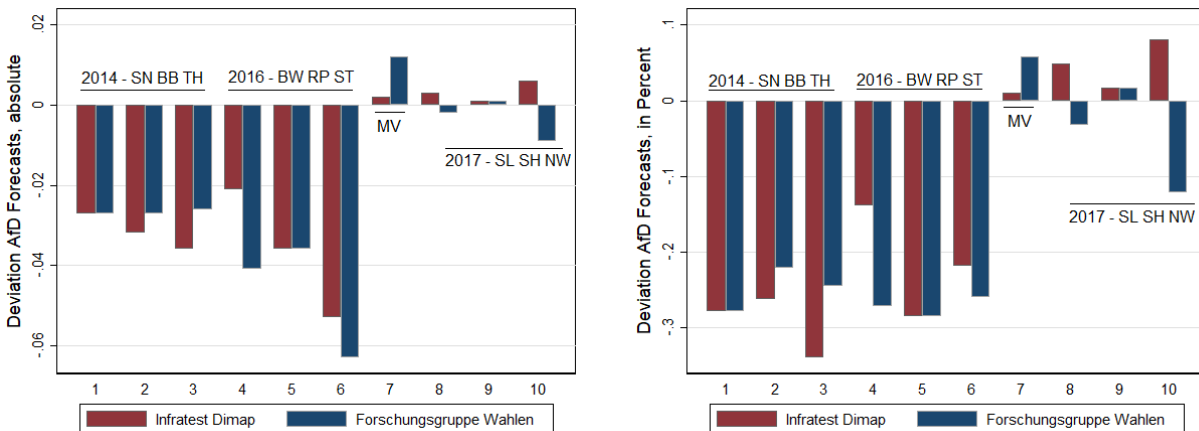 Deviation AfD Forecasts, absolute
.02
0
-.02
-.04
-.06
2014 - SN BB TH
2016 - BW RP ST
MV
2017 - SL SH NW
1 2 3 4 5 6 7 8 9 10
Infratest Dimap Forschungsgruppe Wahlen
Deviation AfD Forecasts, in Percent
.1
0
-.1
-.2
-.3
2014 - SN BB TH
2016 - BW RP ST
MV
2017 - SL SH NW
1 2 3 4 5 6 7 8 9 10
Infratest Dimap Forschungsgruppe Wahlen